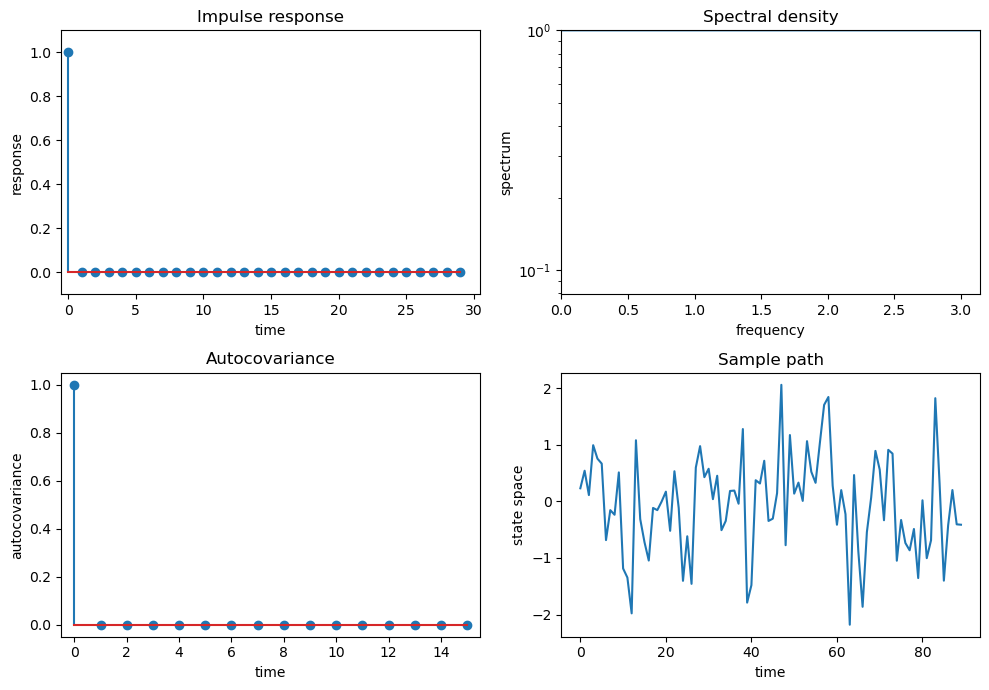 Impulse response
1.0
0.8
0.6
0.4
0.2
0.0
response
0 5 10 15 20 25 30
time
Spectral density
10^0
10^-1
spectrum
0.0 0.5 1.0 1.5 2.0 2.5 3.0
frequency
Autocovariance
1.0
0.8
0.6
0.4
0.2
0.0
autocovariance
0 2 4 6 8 10 12 14
time
Sample path
2
1
0
−1
−2
state space
0 20 40 60 80
time